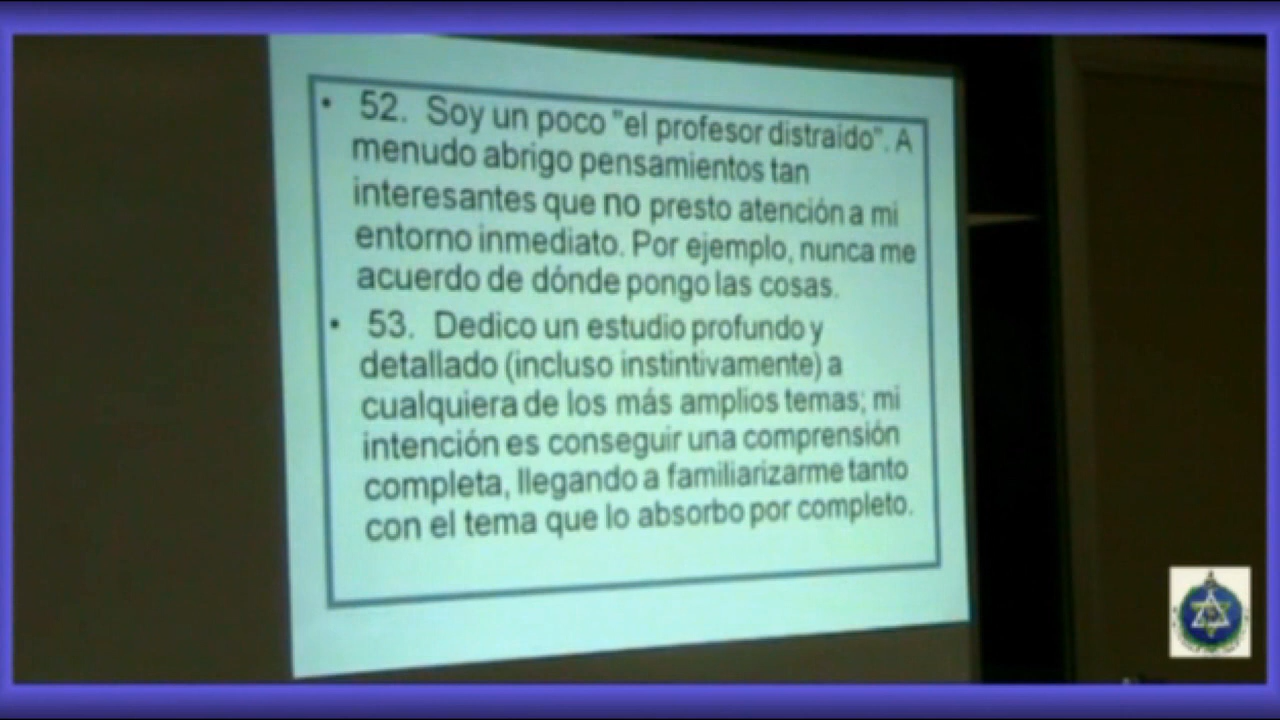 • 52. Soy un poco "el profesor distraido". A
menudo abrigo pensamientos tan
interesantes que no presto atención a mi
entorno inmediato. Por ejemplo, nunca me
acuerdo de dónde pongo las cosas.
• 53. Dedico un estudio profundo y
detallado (incluso instintivamente) a
cualquiera de los más amplios temas; mi
intención es conseguir una comprensión
completa, llegando a familiarizarme tanto
con el tema que lo absorbo por completo.